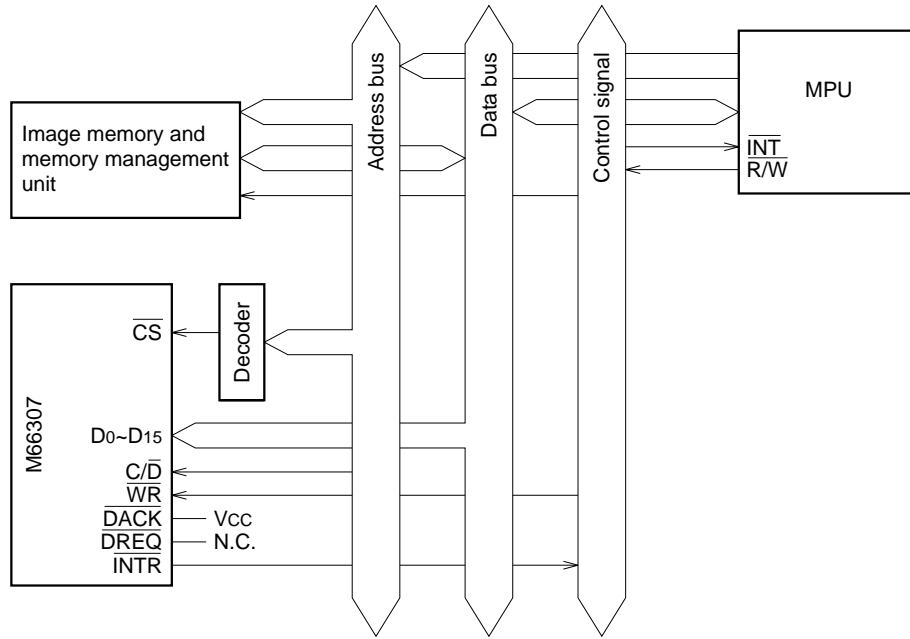 Address bus
Data bus
Control signal
MPU
INT
R/W
Image memory and
memory management
unit
M66307
CS
Decoder
D0~D15
C/D
WR
DACK
VCC
DREQ
N.C.
INTR